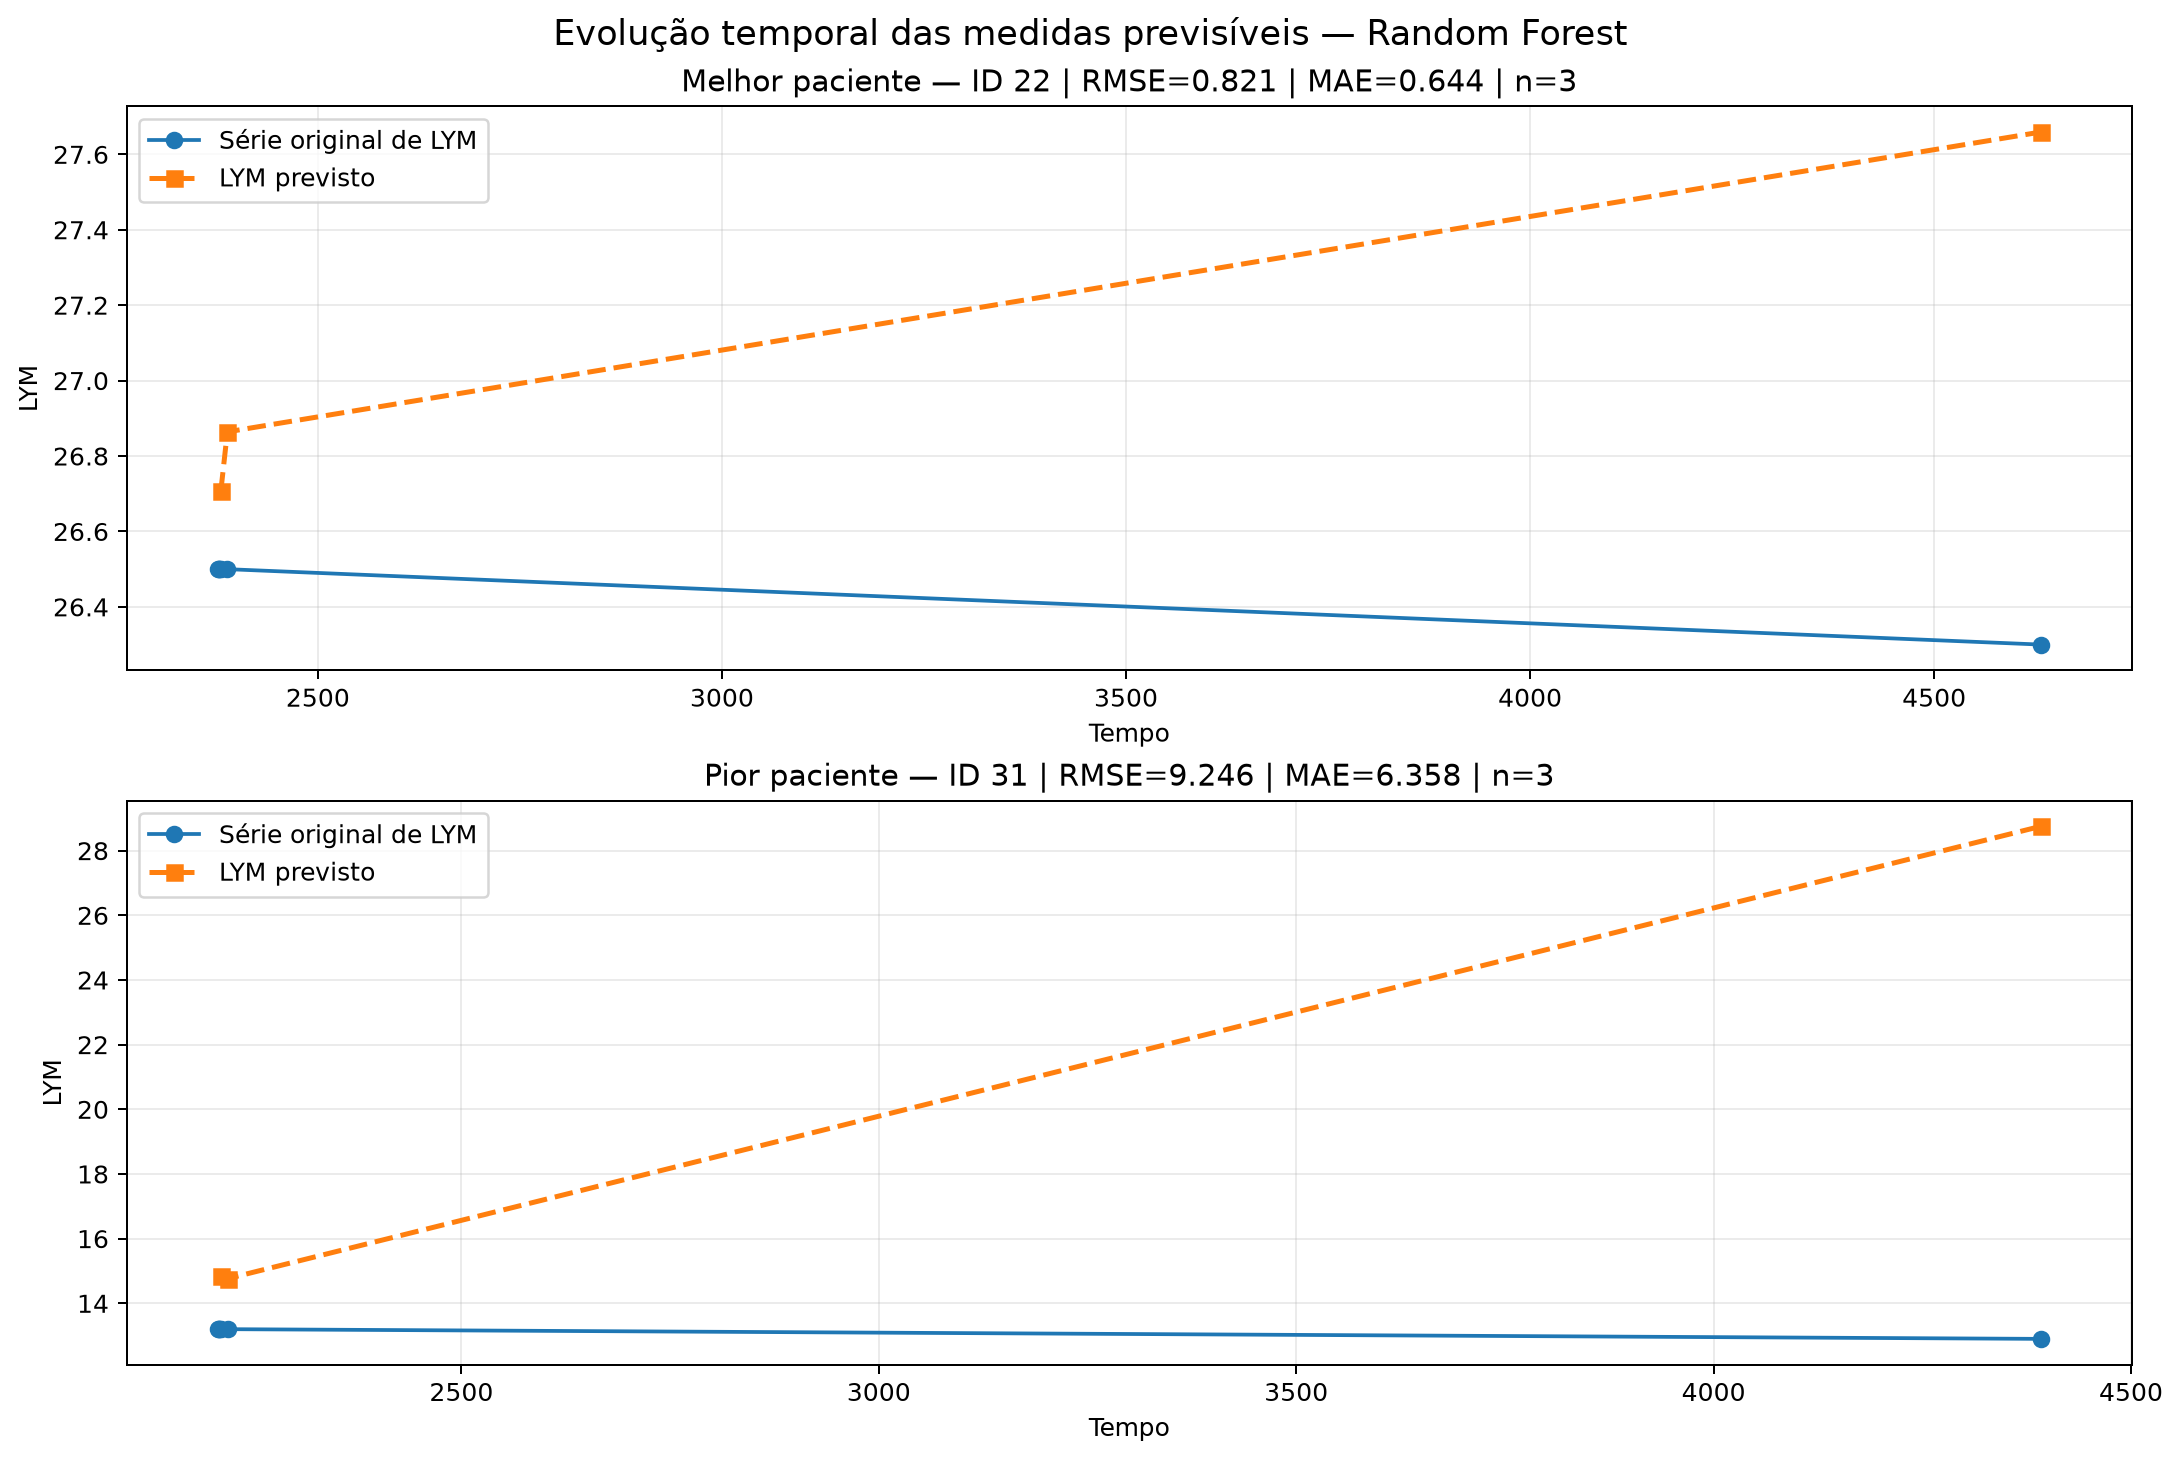 Evolução temporal das medidas previsíveis — Random Forest
Melhor paciente — ID 22 | RMSE=0.821 | MAE=0.644 | n=3
Série original de LYM
LYM previsto
27.6
27.4
27.2
27.0
26.8
26.6
26.4
LYM
2500 3000 3500 4000 4500
Tempo
Pior paciente — ID 31 | RMSE=9.246 | MAE=6.358 | n=3
Série original de LYM
LYM previsto
28
26
24
22
20
18
16
14
LYM
2500 3000 3500 4000 4500
Tempo